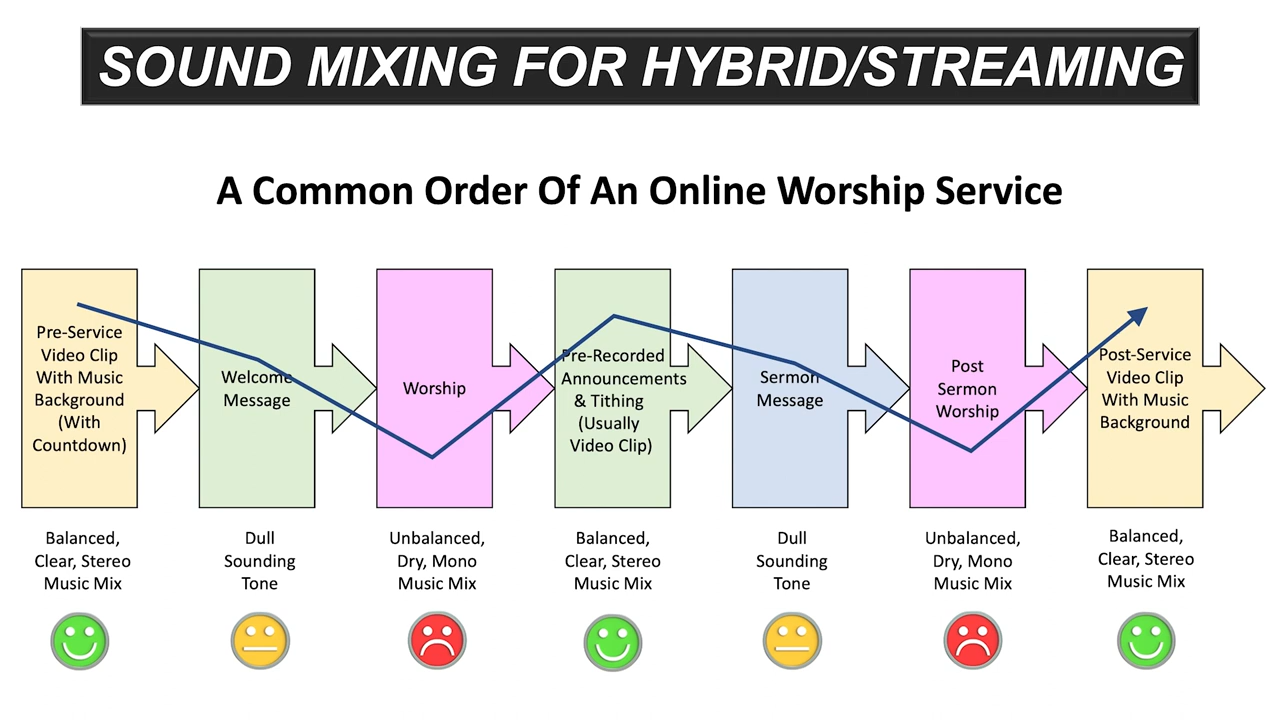 SOUND MIXING FOR HYBRID/STREAMING
A Common Order Of An Online Worship Service
Pre-Service
Video Clip
With Music
Background
(With
Countdown)
Welcome
Message
Worship
Pre-Recorded
Announcements
& Tithing
(Usually
Video Clip)
Sermon
Message
Post
Sermon
Worship
Post-Service
Video Clip
With Music
Background
Balanced,
Clear, Stereo
Music Mix
Dull
Sounding
Tone
Unbalanced,
Dry, Mono
Music Mix
Balanced,
Clear, Stereo
Music Mix
Dull
Sounding
Tone
Unbalanced,
Dry, Mono
Music Mix
Balanced,
Clear, Stereo
Music Mix